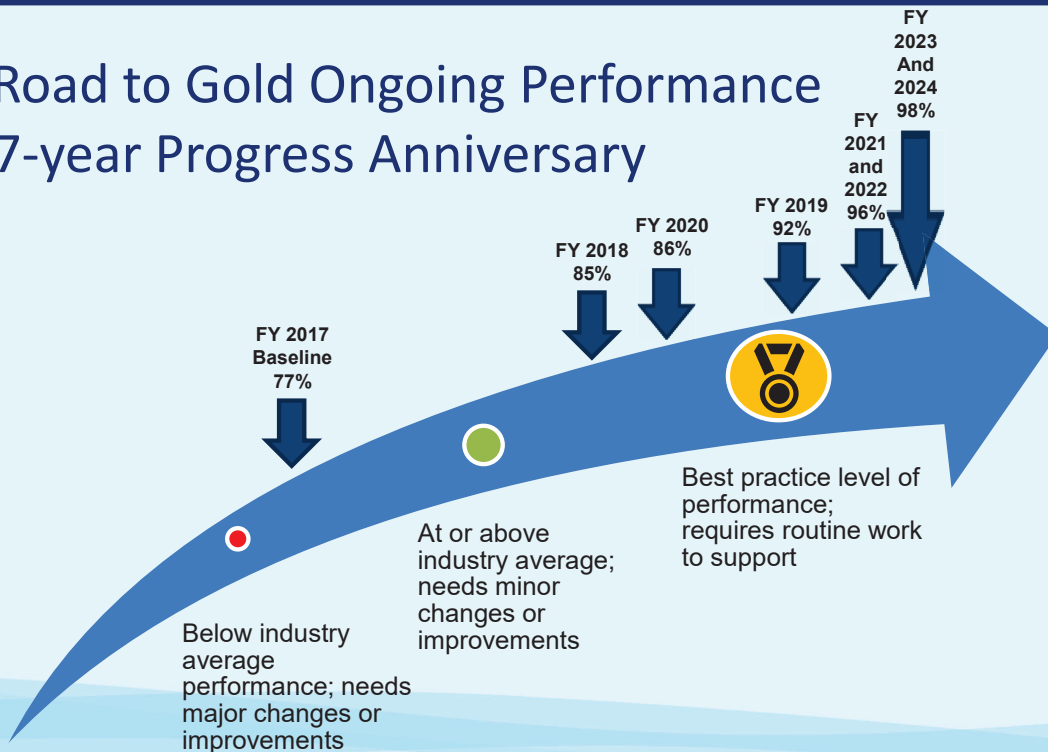 Road to Gold Ongoing Performance
7-year Progress Anniversary
FY 2017
Baseline
77%
FY 2018
85%
FY 2020
86%
FY 2019
92%
FY
2021
and
2022
96%
FY
2023
And
2024
98%
Below industry
average
performance; needs
major changes or
improvements
At or above
industry average;
needs minor
changes or
improvements
Best practice level of
performance;
requires routine work
to support